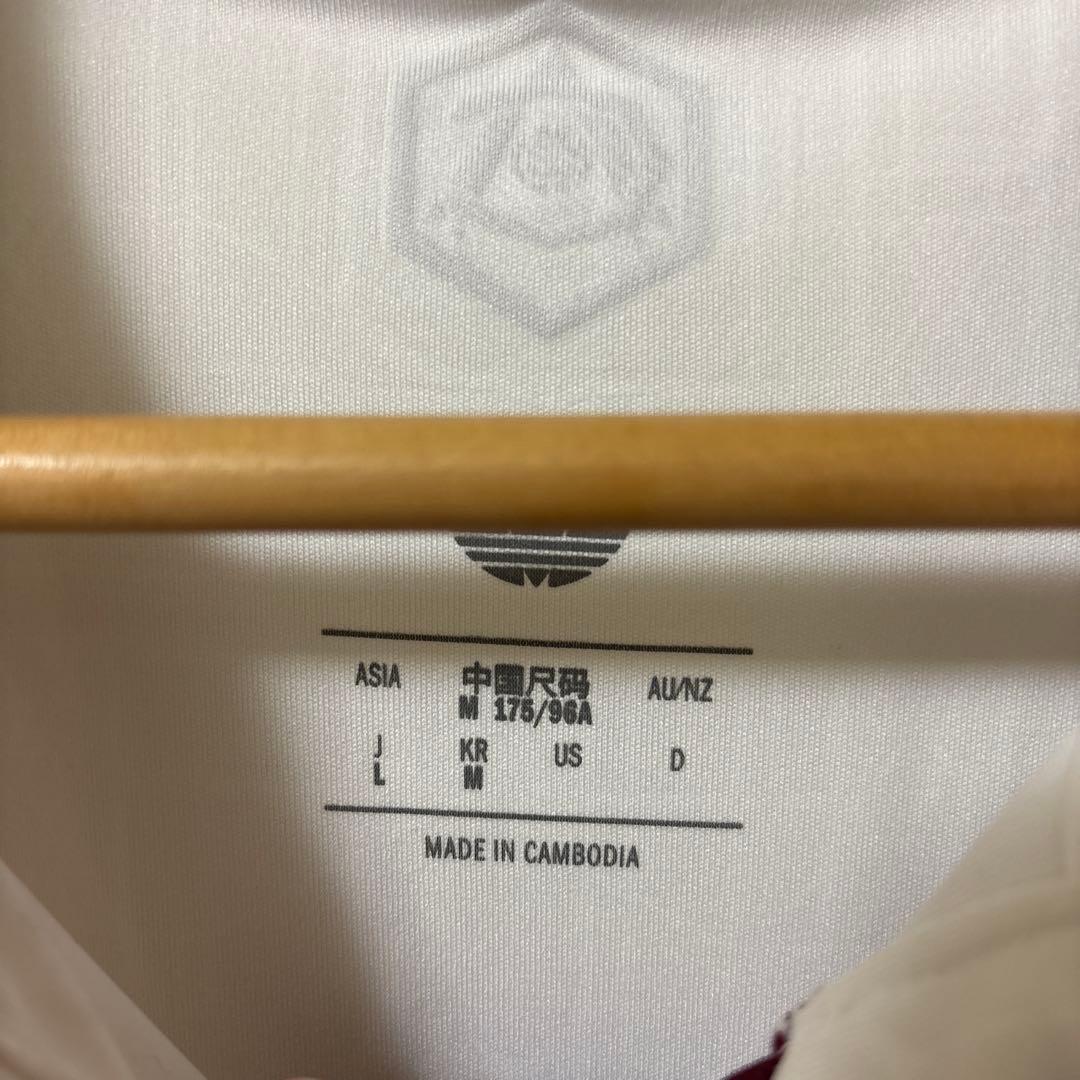 ASIA 中国尺码 AU/NZ
M 175/96A
J KR US D
L M
MADE IN CAMBODIA